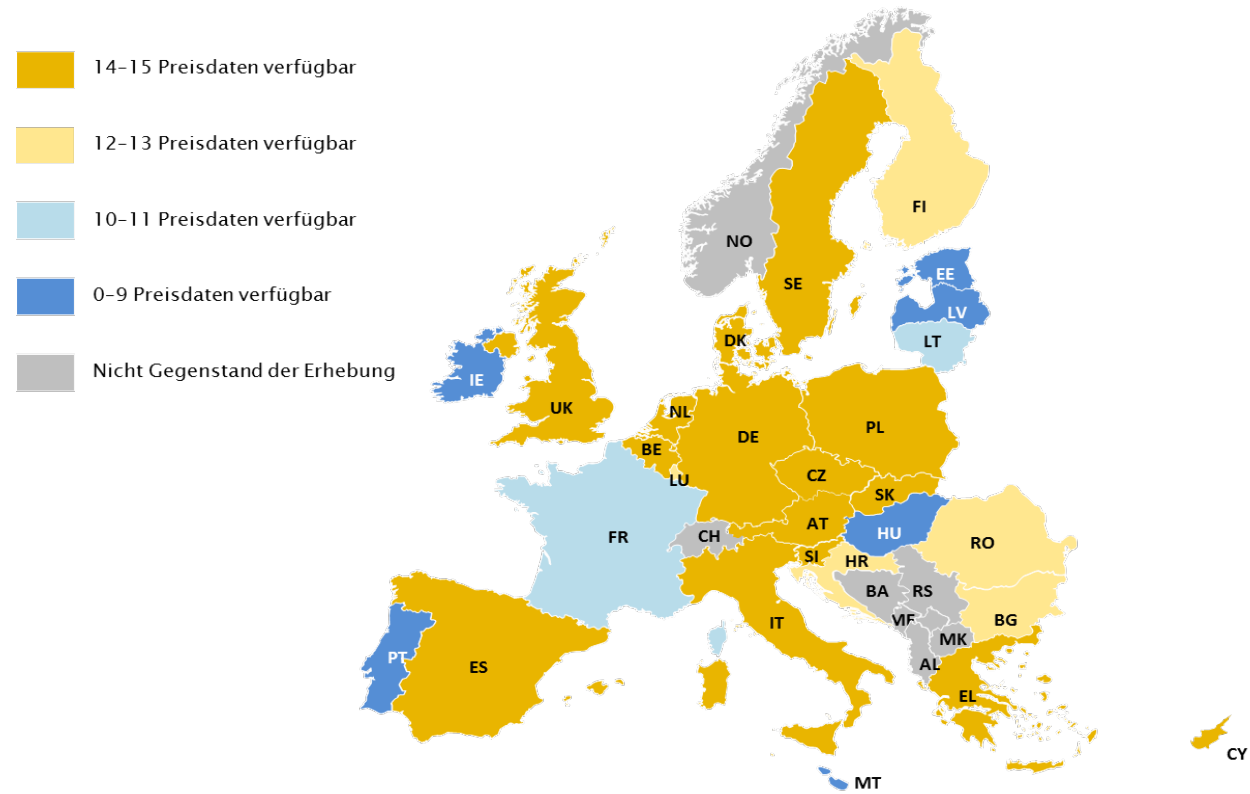 14–15 Preisdaten verfügbar
12–13 Preisdaten verfügbar
10–11 Preisdaten verfügbar
0–9 Preisdaten verfügbar
Nicht Gegenstand der Erhebung
FI
NO
EE
SE
LV
DK
LT
IE
UK
NL
PL
DE
BE
CZ
LU
SK
AT
HU
FR
CH
RO
SI
HR
BA
RS
BG
IT
MK
PT
ES
AL
EL
CY
MT